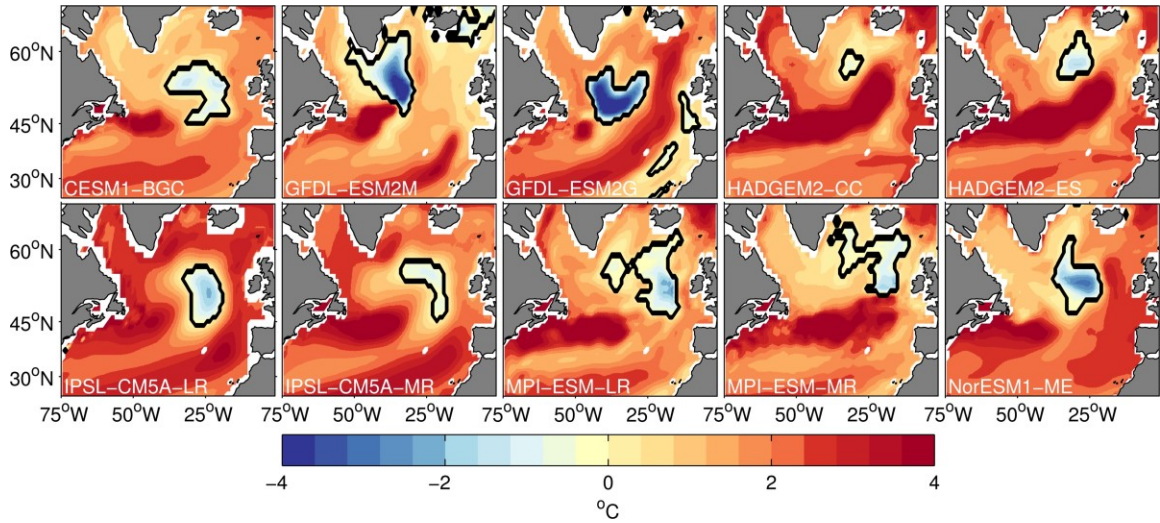 60°N
45°N
30°N
CESM1-BGC
GFDL-ESM2M
GFDL-ESM2G
HADGEM2-CC
HADGEM2-ES
60°N
45°N
30°N
IPSL-CM5A-LR
IPSL-CM5A-MR
MPI-ESM-LR
MPI-ESM-MR
NorESM1-ME
75°W 50°W 25°W 75°W 50°W 25°W 75°W 50°W 25°W 75°W 50°W 25°W 75°W 50°W 25°W
−4 −2 0 2 4
°C